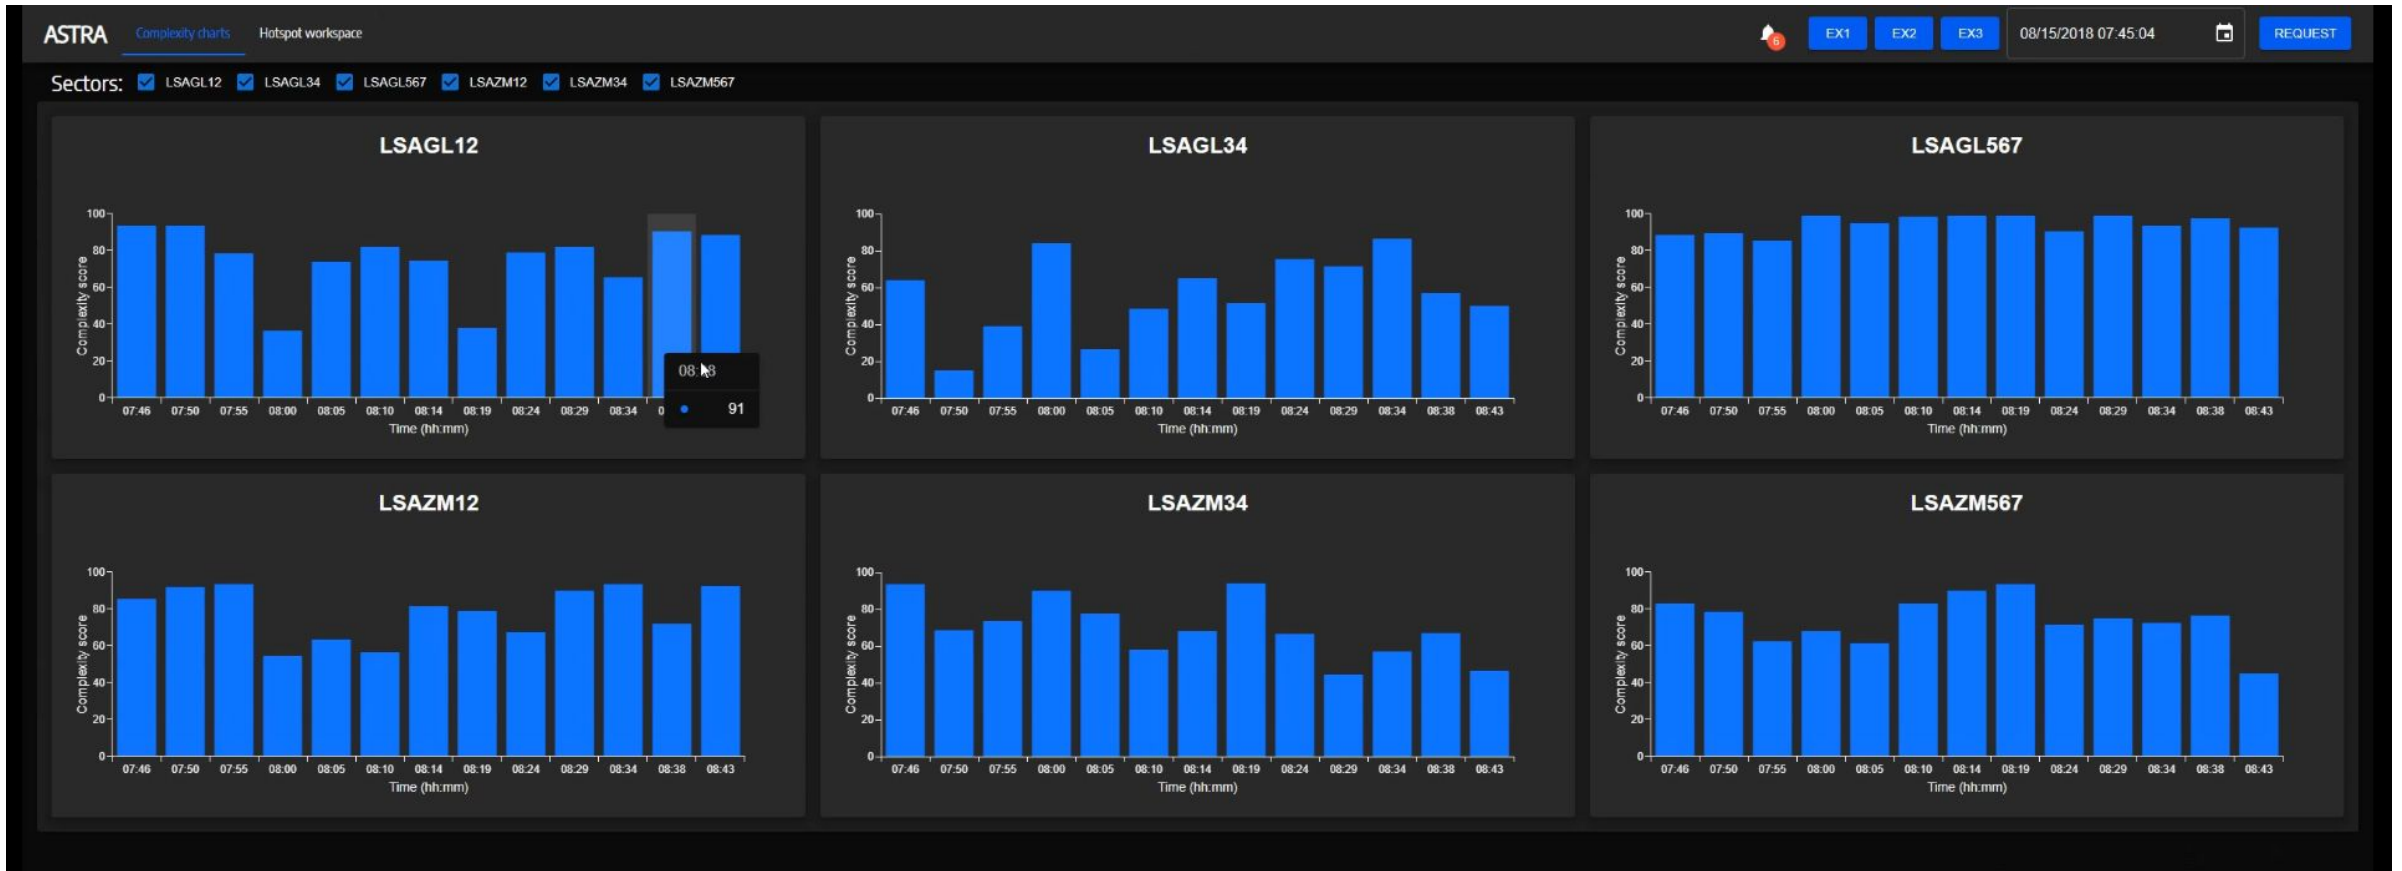 ASTRA Complexity charts Hotspot workspace 6 EX1 EX2 EX3 08/15/2018 07:45:04 REQUEST
Sectors: LSAGL12 LSAGL34 LSAGL567 LSAZM12 LSAZM34 LSAZM567
LSAGL12
100
80
60
40
20
0
Complexity score
07:46 07:50 07:55 08:00 08:05 08:10 08:14 08:19 08:24 08:29 08:34
Time (hh:mm)
91
LSAGL34
100
80
60
40
20
0
Complexity score
07:46 07:50 07:55 08:00 08:05 08:10 08:14 08:19 08:24 08:29 08:34 08:38 08:43
Time (hh:mm)
LSAGL567
100
80
60
40
20
0
Complexity score
07:46 07:50 07:55 08:00 08:05 08:10 08:14 08:19 08:24 08:29 08:34 08:38 08:43
Time (hh:mm)
LSAZM12
100
80
60
40
20
0
Complexity score
07:46 07:50 07:55 08:00 08:05 08:10 08:14 08:19 08:24 08:29 08:34 08:38 08:43
Time (hh:mm)
LSAZM34
100
80
60
40
20
0
Complexity score
07:46 07:50 07:55 08:00 08:05 08:10 08:14 08:19 08:24 08:29 08:34 08:38 08:43
Time (hh:mm)
LSAZM567
100
80
60
40
20
0
Complexity score
07:46 07:50 07:55 08:00 08:05 08:10 08:14 08:19 08:24 08:29 08:34 08:38 08:43
Time (hh:mm)